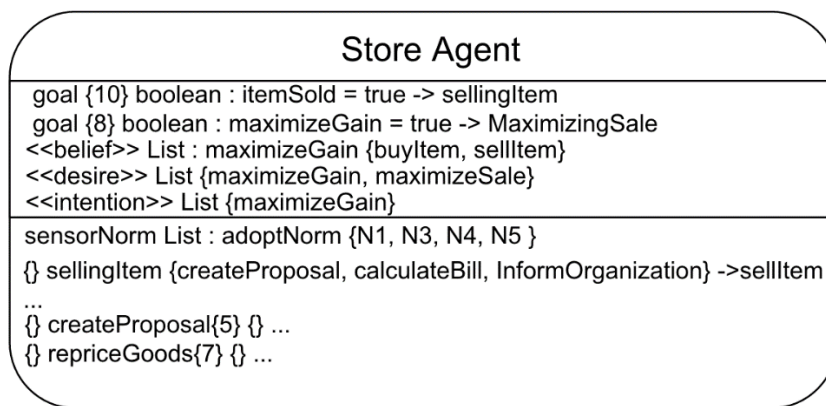 Store Agent
goal {10} boolean : itemSold = true -> sellingItem
goal {8} boolean : maximizeGain = true -> MaximizingSale
<<belief>> List : maximizeGain {buyItem, sellItem}
<<desire>> List {maximizeGain, maximizeSale}
<<intention>> List {maximizeGain}
sensorNorm List : adoptNorm {N1, N3, N4, N5 }
{} sellingItem {createProposal, calculateBill, InformOrganization} ->sellItem
...
{} createProposal{5} {} ...
{} repriceGoods{7} {} ...